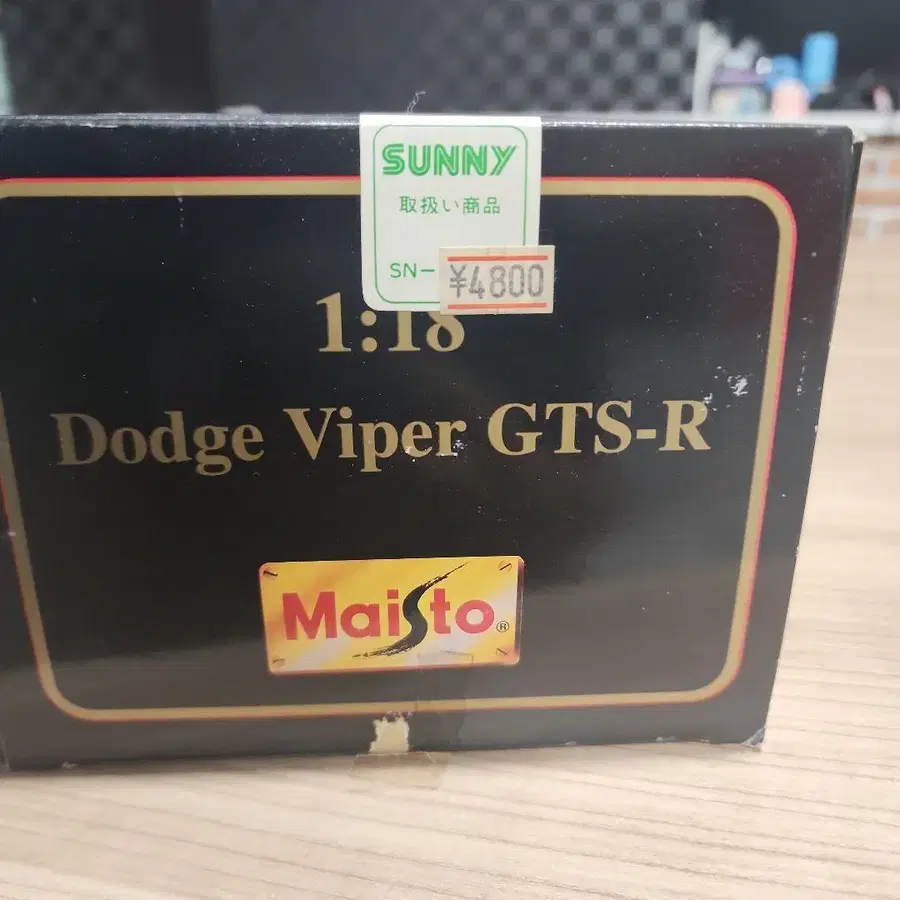 SUNNY
取扱い商品
SN-
¥4800
1:18
Dodge Viper GTS-R
Maisto®